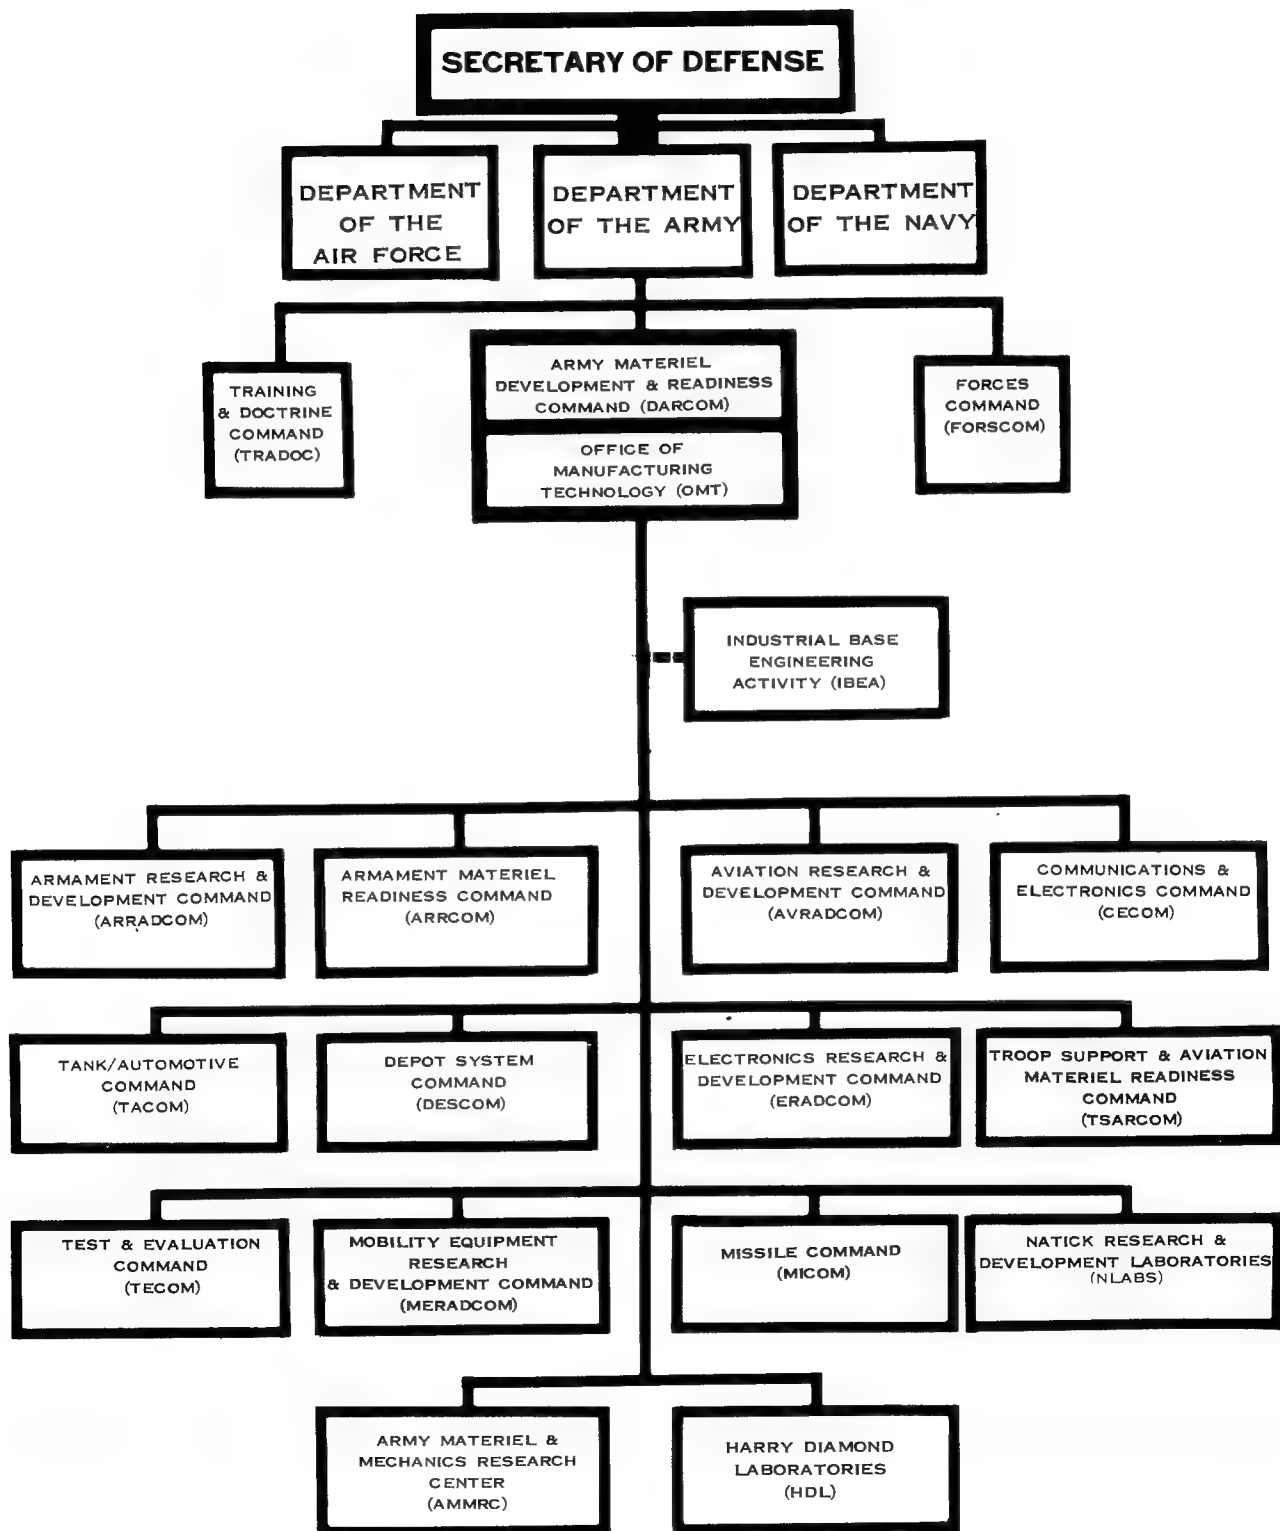 SECRETARY OF DEFENSE
DEPARTMENT
OF THE
AIR FORCE
DEPARTMENT
OF THE ARMY
DEPARTMENT
OF THE NAVY
TRAINING
& DOCTRINE
COMMAND
(TRADOC)
ARMY MATERIEL
DEVELOPMENT & READINESS
COMMAND (DARCOM)
OFFICE OF
MANUFACTURING
TECHNOLOGY (OMT)
FORCES
COMMAND
(FORSCOM)
INDUSTRIAL BASE
ENGINEERING
ACTIVITY (IBEA)
ARMAMENT RESEARCH &
DEVELOPMENT COMMAND
(ARRADCOM)
ARMAMENT MATERIEL
READINESS COMMAND
(ARRCOM)
AVIATION RESEARCH &
DEVELOPMENT COMMAND
(AVRADCOM)
COMMUNICATIONS &
ELECTRONICS COMMAND
(CECOM)
TANK/AUTOMOTIVE
COMMAND
(TACOM)
DEPOT SYSTEM
COMMAND
(DESCOM)
ELECTRONICS RESEARCH &
DEVELOPMENT COMMAND
(ERADCOM)
TROOP SUPPORT & AVIATION
MATERIEL READINESS
COMMAND
(TSARCOM)
TEST & EVALUATION
COMMAND
(TECOM)
MOBILITY EQUIPMENT
RESEARCH
& DEVELOPMENT COMMAND
(MERADCOM)
MISSILE COMMAND
(MICOM)
NATICK RESEARCH &
DEVELOPMENT LABORATORIES
(NLABS)
ARMY MATERIEL &
MECHANICS RESEARCH
CENTER
(AMMRC)
HARRY DIAMOND
LABORATORIES
(HDL)